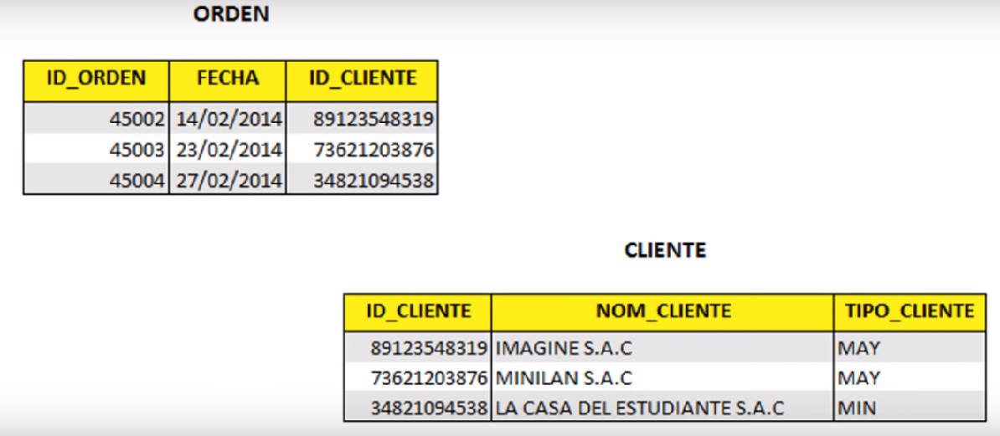 ORDEN
ID_ORDEN FECHA ID_CLIENTE
45002 14/02/2014 89123548319
45003 23/02/2014 73621203876
45004 27/02/2014 34821094538
CLIENTE
ID_CLIENTE NOM_CLIENTE TIPO_CLIENTE
89123548319 IMAGINE S.A.C MAY
73621203876 MINILAN S.A.C MAY
34821094538 LA CASA DEL ESTUDIANTE S.A.C MIN